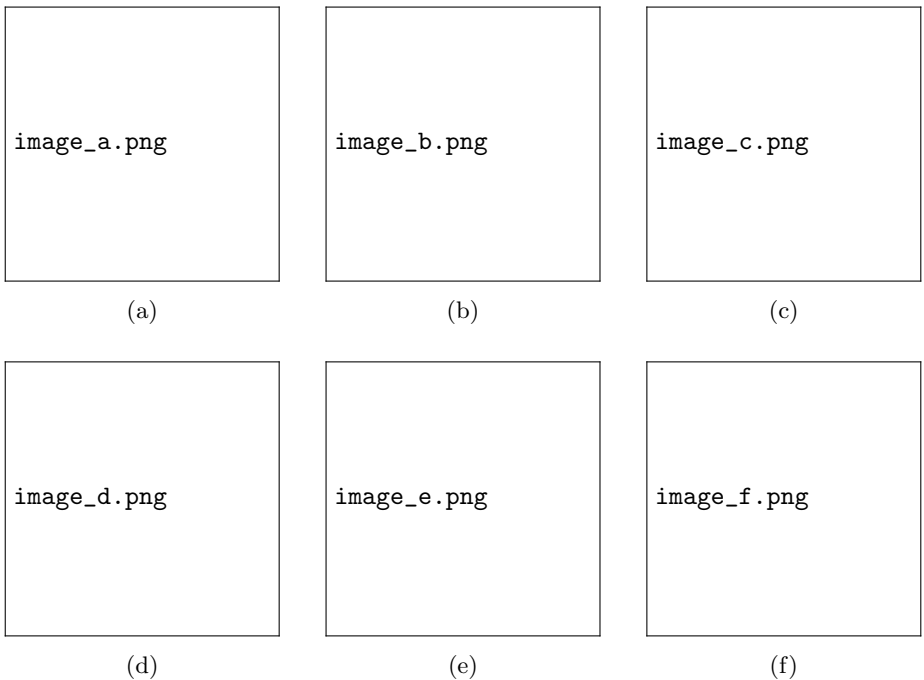 image_a.png image_b.png image_c.png
(a) (b) (c)
image_d.png image_e.png image_f.png
(d) (e) (f)